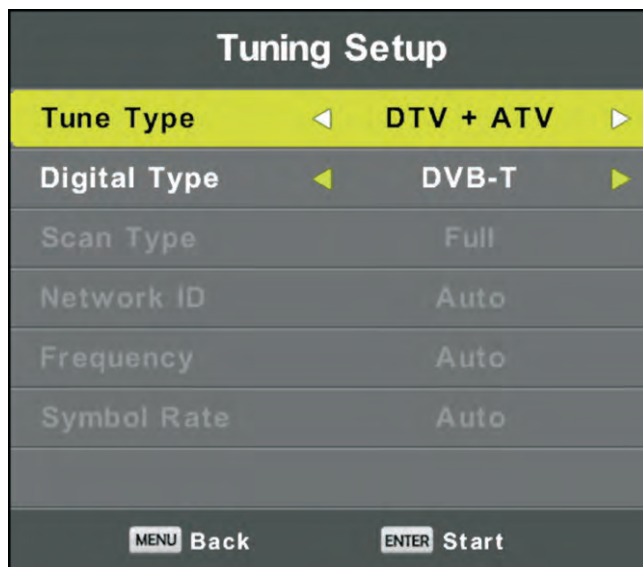 Tuning Setup
Tune Type DTV + ATV
Digital Type DVB-T
Scan Type Full
Network ID Auto
Frequency Auto
Symbol Rate Auto
MENU Back ENTER Start